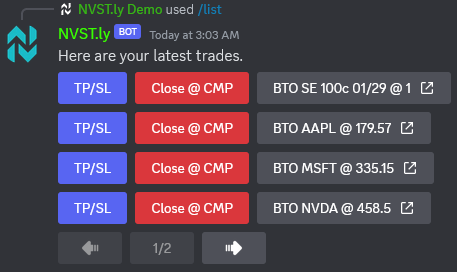 NVST.ly Demo used /list
NVST.ly BOT Today at 3:03 AM
Here are your latest trades.
TP/SL Close @ CMP BTO SE 100c 01/29 @ 1
TP/SL Close @ CMP BTO AAPL @ 179.57
TP/SL Close @ CMP BTO MSFT @ 335.15
TP/SL Close @ CMP BTO NVDA @ 458.5
1/2